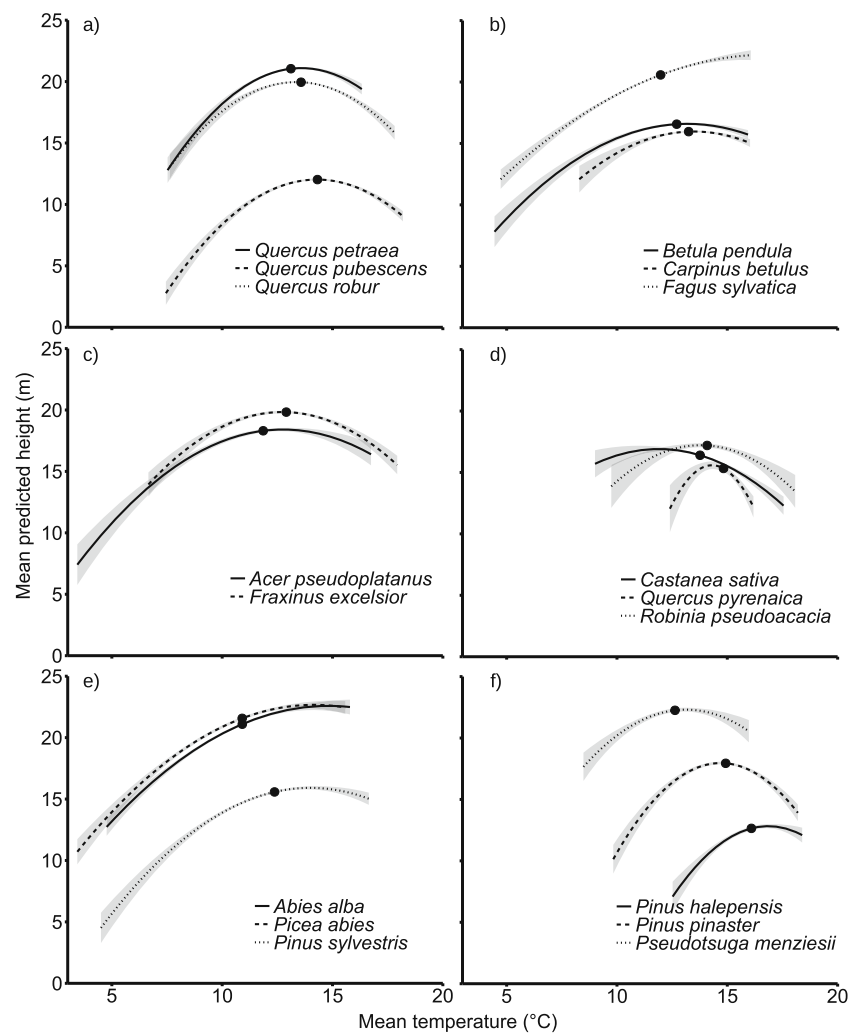 25
20
15
10
5
0
a)
Quercus petraea
Quercus pubescens
Quercus robur
b)
Betula pendula
Carpinus betulus
Fagus sylvatica
Mean predicted height (m)
25
20
15
10
5
0
c)
Acer pseudoplatanus
Fraxinus excelsior
d)
Castanea sativa
Quercus pyrenaica
Robinia pseudoacacia
25
20
15
10
5
0
e)
Abies alba
Picea abies
Pinus sylvestris
f)
Pinus halepensis
Pinus pinaster
Pseudotsuga menziesii
5 10 15 20 5 10 15 20
Mean temperature (°C)